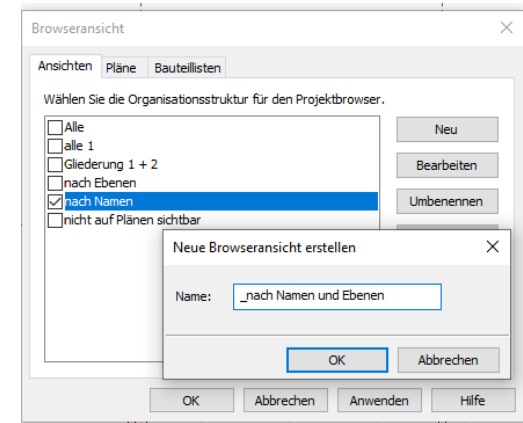 Browseransicht
Ansichten Pläne Bauteillisten
Wählen Sie die Organisationsstruktur für den Projektbrowser.
Alle
alle 1
Gliederung 1 + 2
nach Ebenen
nach Namen
nicht auf Plänen sichtbar
Neu
Bearbeiten
Umbenennen
Neue Browseransicht erstellen
Name: _nach Namen und Ebenen
OK Abbrechen
OK Abbrechen Anwenden Hilfe